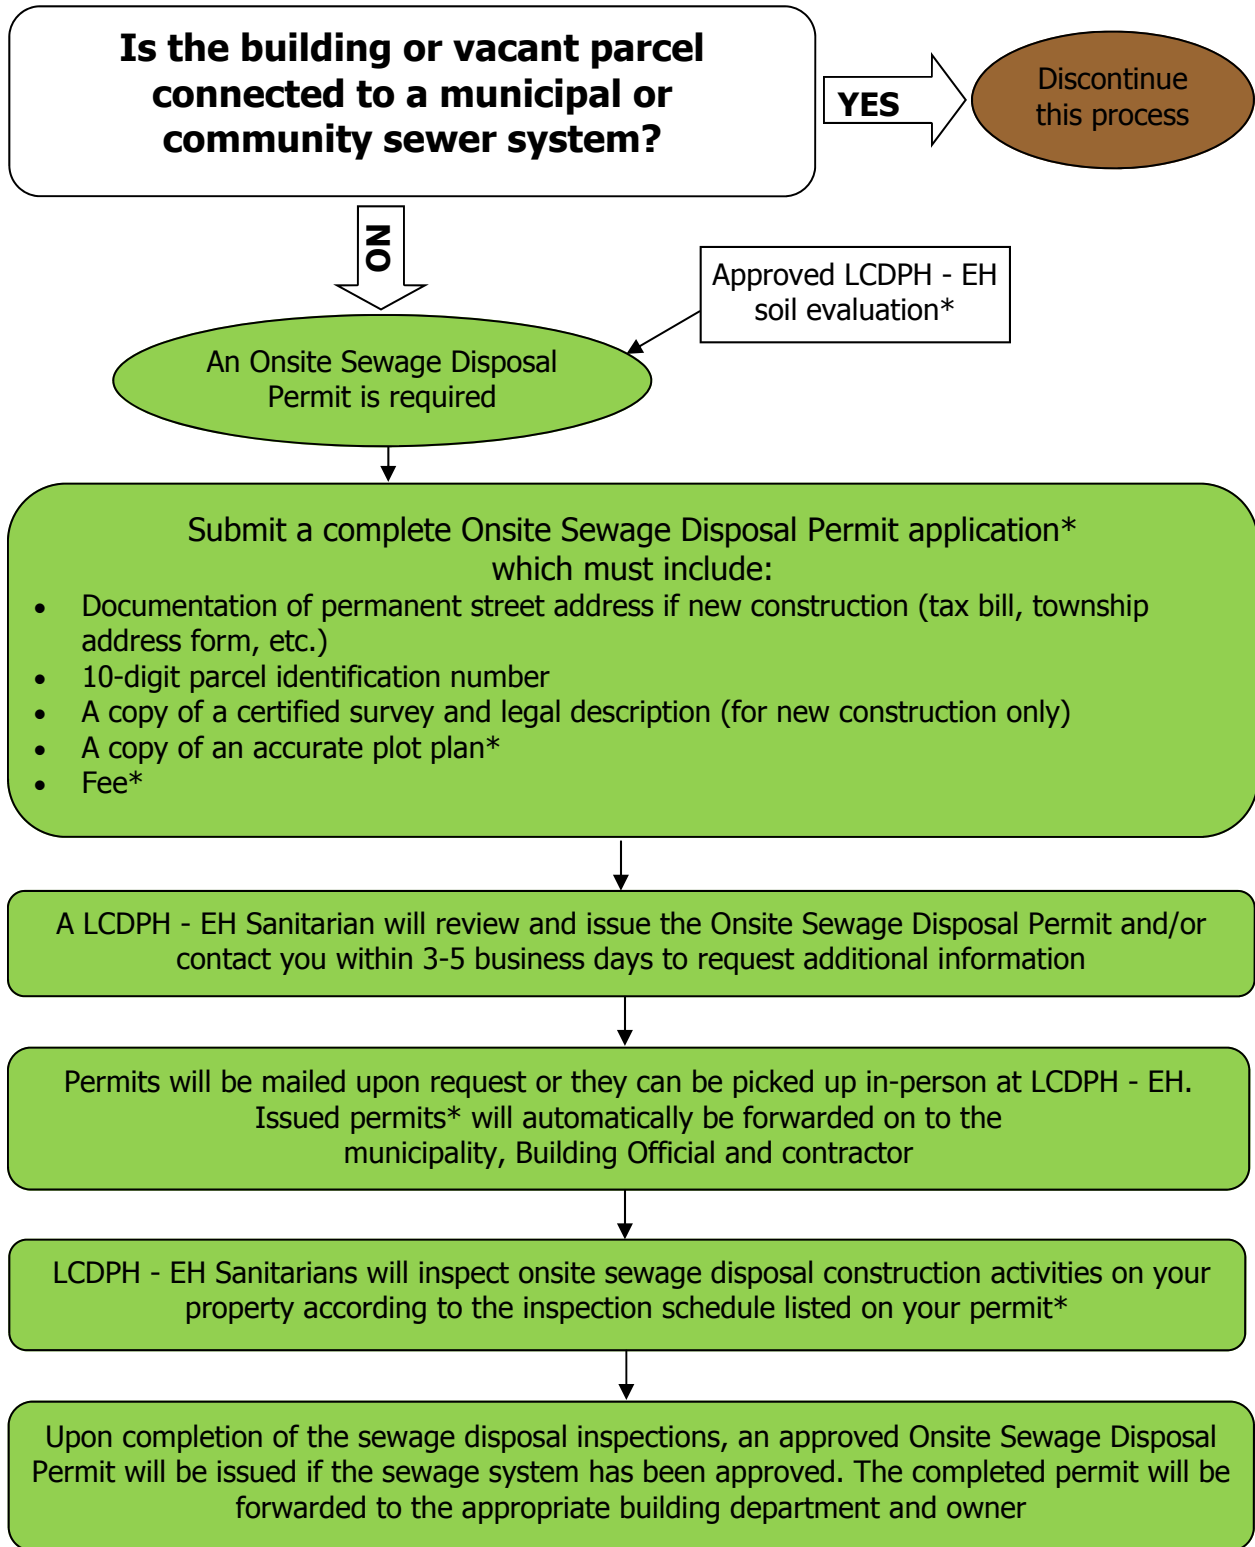 Is the building or vacant parcel
connected to a municipal or
community sewer system?
YES
Discontinue
this process
NO
Approved LCDPH - EH
soil evaluation*
An Onsite Sewage Disposal
Permit is required
Submit a complete Onsite Sewage Disposal Permit application*
which must include:
• Documentation of permanent street address if new construction (tax bill, township
address form, etc.)
• 10-digit parcel identification number
• A copy of a certified survey and legal description (for new construction only)
• A copy of an accurate plot plan*
• Fee*
A LCDPH - EH Sanitarian will review and issue the Onsite Sewage Disposal Permit and/or
contact you within 3-5 business days to request additional information
Permits will be mailed upon request or they can be picked up in-person at LCDPH - EH.
Issued permits* will automatically be forwarded on to the
municipality, Building Official and contractor
LCDPH - EH Sanitarians will inspect onsite sewage disposal construction activities on your
property according to the inspection schedule listed on your permit*
Upon completion of the sewage disposal inspections, an approved Onsite Sewage Disposal
Permit will be issued if the sewage system has been approved. The completed permit will be
forwarded to the appropriate building department and owner